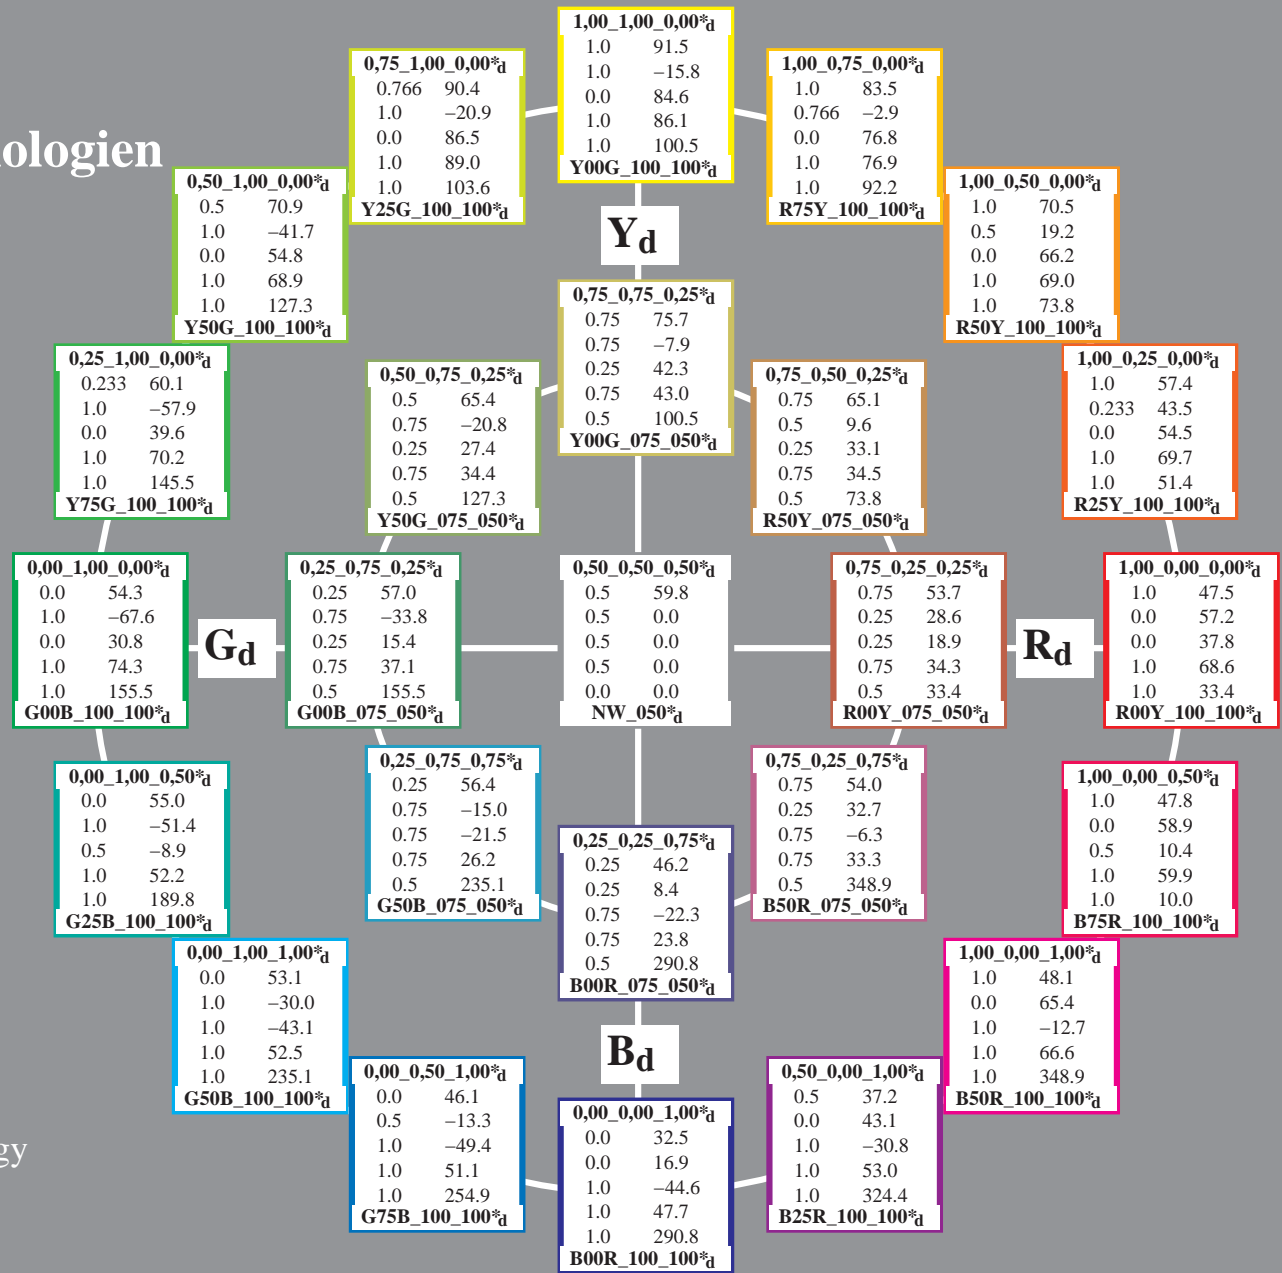 1,00_1,00_0,00*d
1.0 91.5
1.0 −15.8
0.0 84.6
1.0 86.1
1.0 100.5
Y00G_100_100*d
0,75_1,00_0,00*d
0.766 90.4
1.0 −20.9
0.0 86.5
1.0 89.0
1.0 103.6
Y25G_100_100*d
1,00_0,75_0,00*d
1.0 83.5
0.766 −2.9
0.0 76.8
1.0 76.9
1.0 92.2
R75Y_100_100*d
ologien
0,50_1,00_0,00*d
0.5 70.9
1.0 −41.7
0.0 54.8
1.0 68.9
1.0 127.3
Y50G_100_100*d
1,00_0,50_0,00*d
1.0 70.5
0.5 19.2
0.0 66.2
1.0 69.0
1.0 73.8
R50Y_100_100*d
Yd
0,75_0,75_0,25*d
0.75 75.7
0.75 −7.9
0.25 42.3
0.75 43.0
0.5 100.5
Y00G_075_050*d
0,25_1,00_0,00*d
0.233 60.1
1.0 −57.9
0.0 39.6
1.0 70.2
1.0 145.5
Y75G_100_100*d
0,50_0,75_0,25*d
0.5 65.4
0.75 −20.8
0.25 27.4
0.75 34.4
0.5 127.3
Y50G_075_050*d
0,75_0,50_0,25*d
0.75 65.1
0.5 9.6
0.25 33.1
0.75 34.5
0.5 73.8
R50Y_075_050*d
1,00_0,25_0,00*d
1.0 57.4
0.233 43.5
0.0 54.5
1.0 69.7
1.0 51.4
R25Y_100_100*d
0,00_1,00_0,00*d
0.0 54.3
1.0 −67.6
0.0 30.8
1.0 74.3
1.0 155.5
G00B_100_100*d
Gd
0,25_0,75_0,25*d
0.25 57.0
0.75 −33.8
0.25 15.4
0.75 37.1
0.5 155.5
G00B_075_050*d
0,50_0,50_0,50*d
0.5 59.8
0.5 0.0
0.5 0.0
0.5 0.0
0.0 0.0
NW_050*d
0,75_0,25_0,25*d
0.75 53.7
0.25 28.6
0.25 18.9
0.75 34.3
0.5 33.4
R00Y_075_050*d
Rd
1,00_0,00_0,00*d
1.0 47.5
0.0 57.2
0.0 37.8
1.0 68.6
1.0 33.4
R00Y_100_100*d
0,00_1,00_0,50*d
0.0 55.0
1.0 −51.4
0.5 −8.9
1.0 52.2
1.0 189.8
G25B_100_100*d
0,25_0,75_0,75*d
0.25 56.4
0.75 −15.0
0.75 −21.5
0.75 26.2
0.5 235.1
G50B_075_050*d
0,75_0,25_0,75*d
0.75 54.0
0.25 32.7
0.75 −6.3
0.75 33.3
0.5 348.9
B50R_075_050*d
1,00_0,00_0,50*d
1.0 47.8
0.0 58.9
0.5 10.4
1.0 59.9
1.0 10.0
B75R_100_100*d
0,25_0,25_0,75*d
0.25 46.2
0.25 8.4
0.75 −22.3
0.75 23.8
0.5 290.8
B00R_075_050*d
0,00_1,00_1,00*d
0.0 53.1
1.0 −30.0
1.0 −43.1
1.0 52.5
1.0 235.1
G50B_100_100*d
1,00_0,00_1,00*d
1.0 48.1
0.0 65.4
1.0 −12.7
1.0 66.6
1.0 348.9
B50R_100_100*d
Bd
0,00_0,50_1,00*d
0.0 46.1
0.5 −13.3
1.0 −49.4
1.0 51.1
1.0 254.9
G75B_100_100*d
0,50_0,00_1,00*d
0.5 37.2
0.0 43.1
1.0 −30.8
1.0 53.0
1.0 324.4
B25R_100_100*d
gy
0,00_0,00_1,00*d
0.0 32.5
0.0 16.9
1.0 −44.6
1.0 47.7
1.0 290.8
B00R_100_100*d